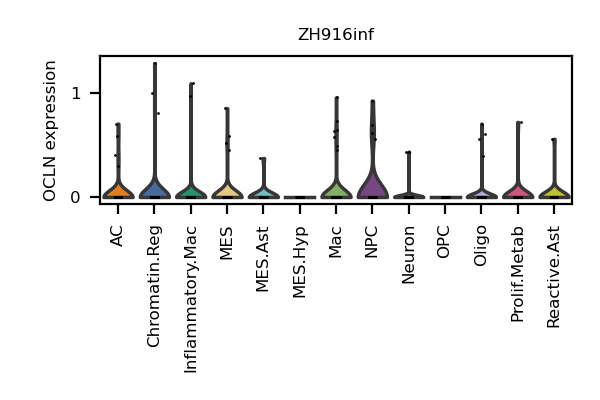 ZH916inf
OCLN expression
1
0
AC
Chromatin.Reg
Inflammatory.Mac
MES
MES.Ast
MES.Hyp
Mac
NPC
Neuron
OPC
Oligo
Prolif.Metab
Reactive.Ast